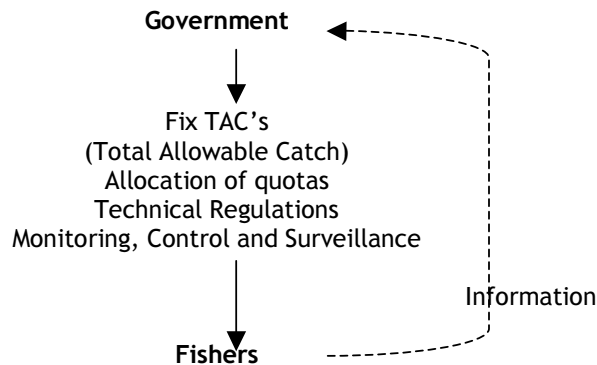 Government
Fix TAC’s
(Total Allowable Catch)
Allocation of quotas
Technical Regulations
Monitoring, Control and Surveillance
Information
Fishers